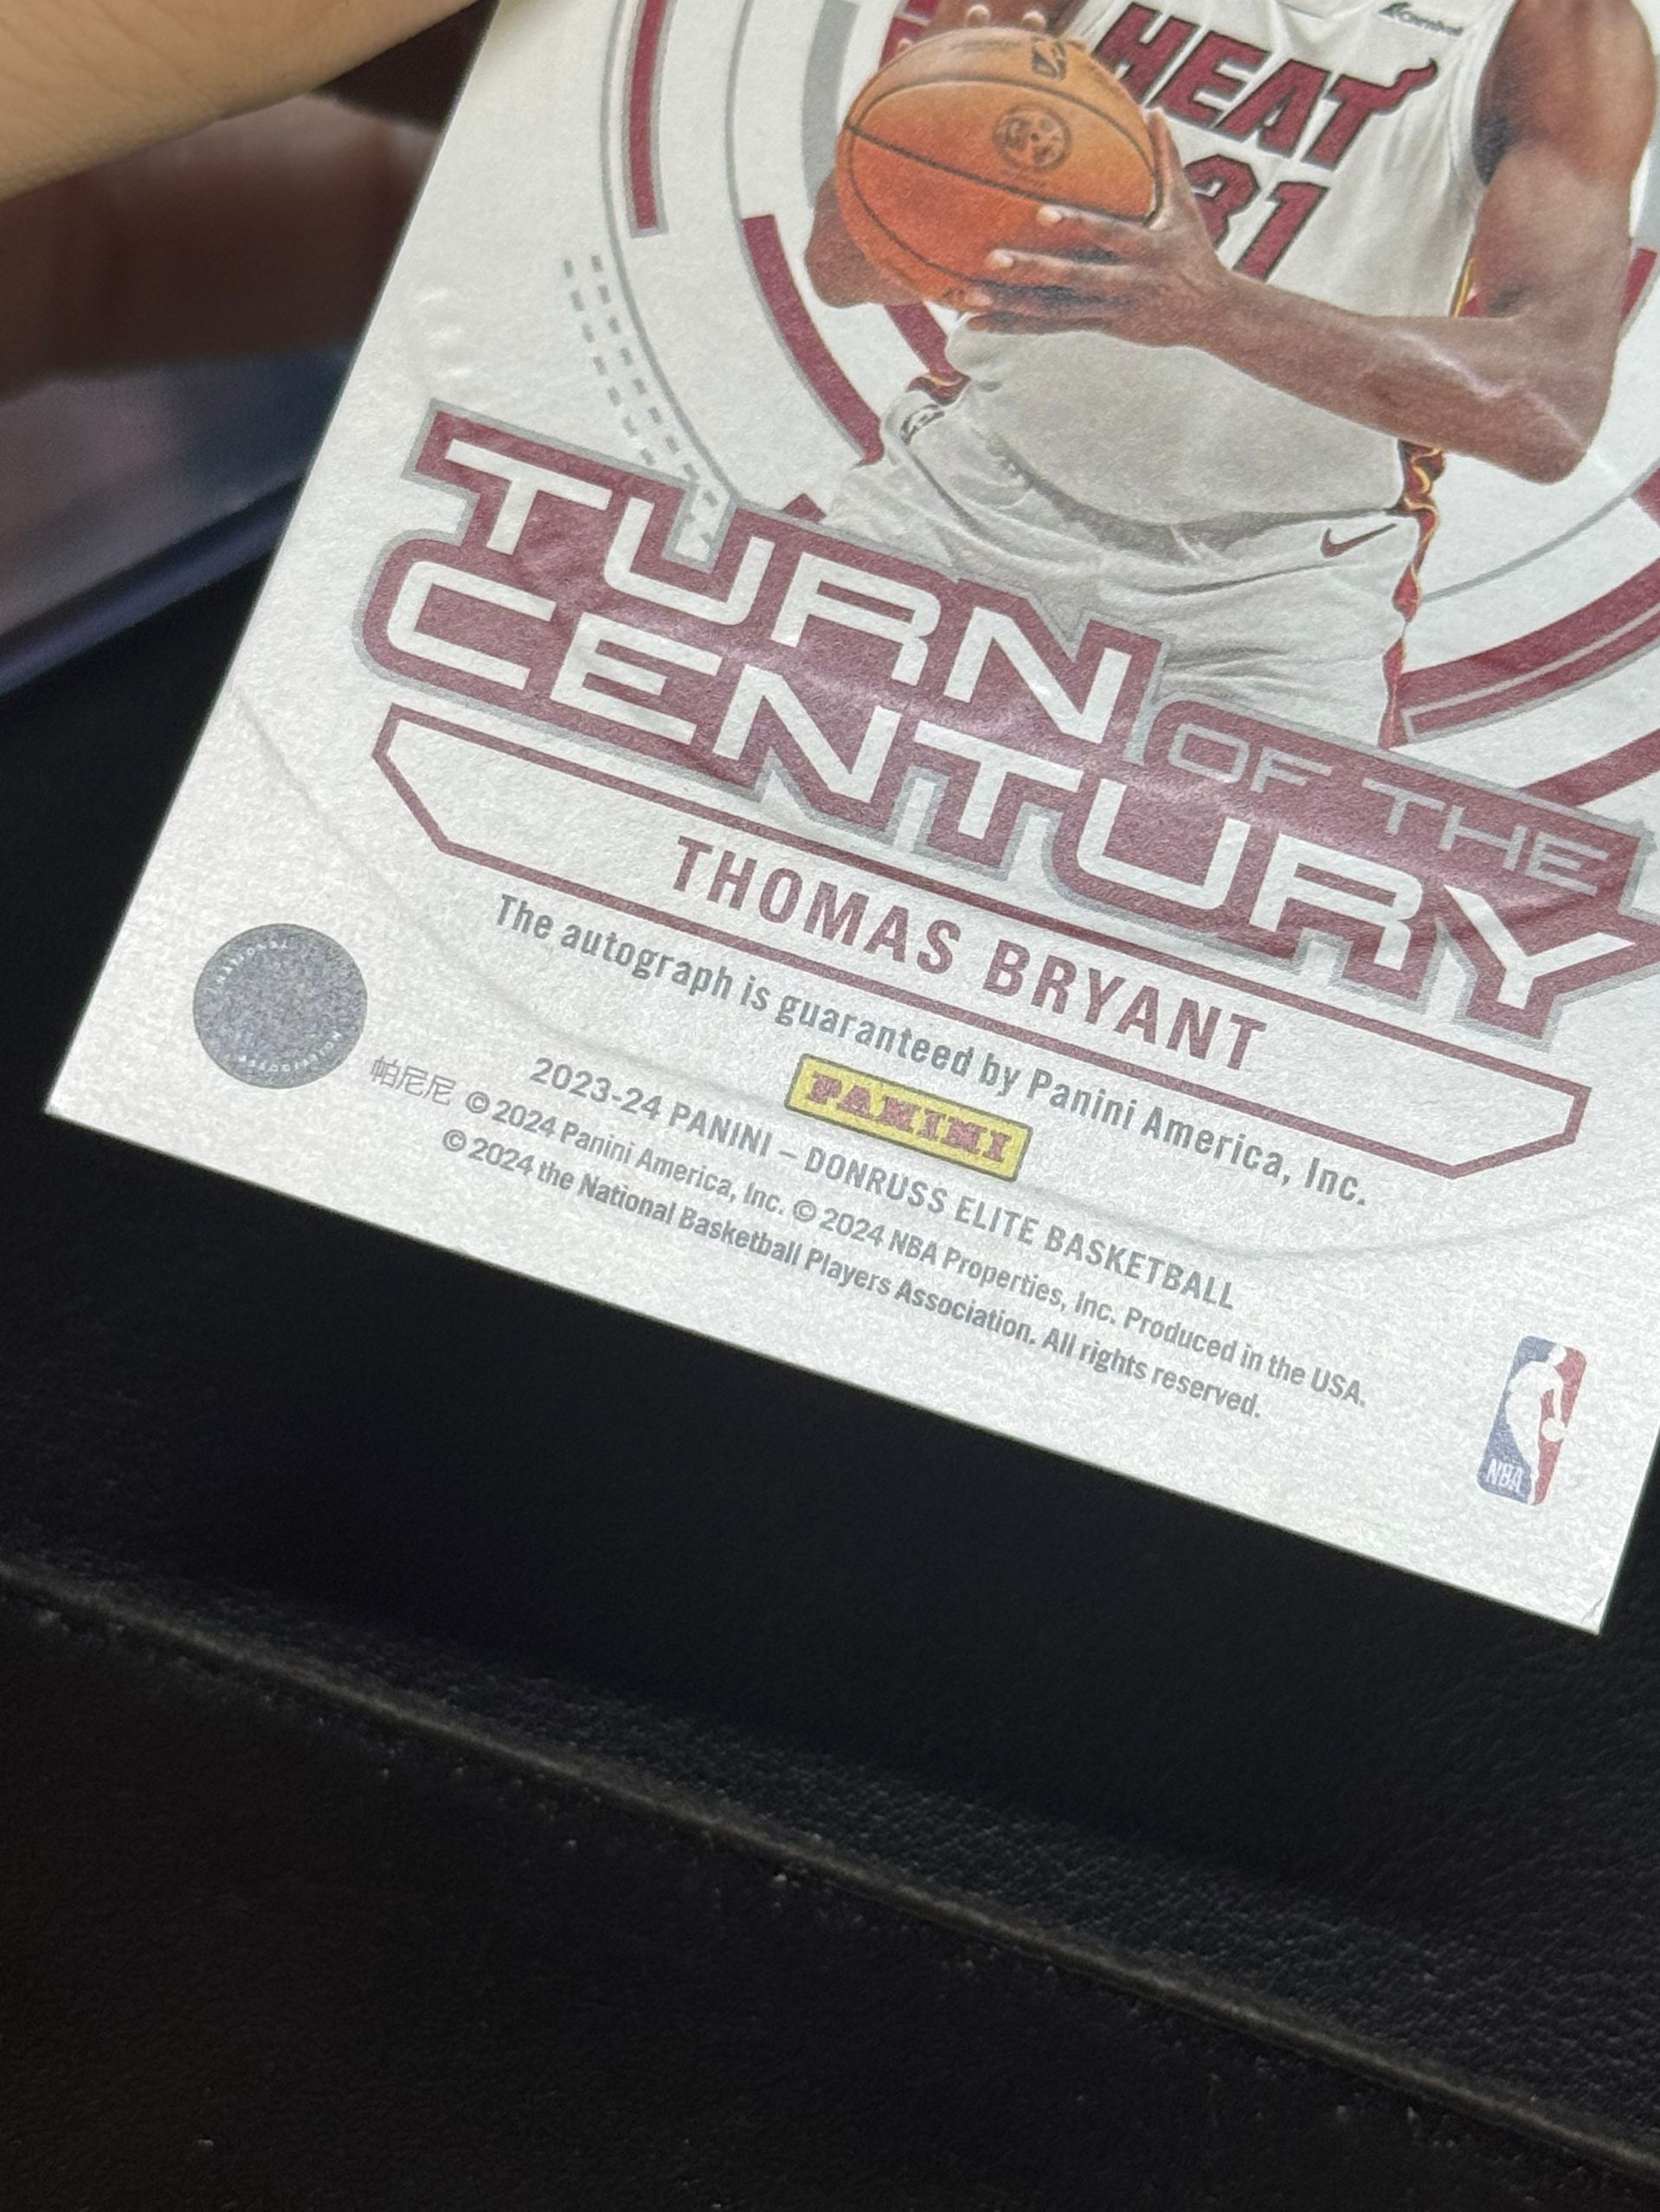 HEAT
31
TURN OF THE
CENTURY
THOMAS BRYANT
The autograph is guaranteed by Panini America, Inc.
PANINI
2023-24 PANINI – DONRUSS ELITE BASKETBALL
帕尼尼 © 2024 Panini America, Inc. © 2024 NBA Properties, Inc. Produced in the USA.
© 2024 the National Basketball Players Association. All rights reserved.
NATIONAL
NBA